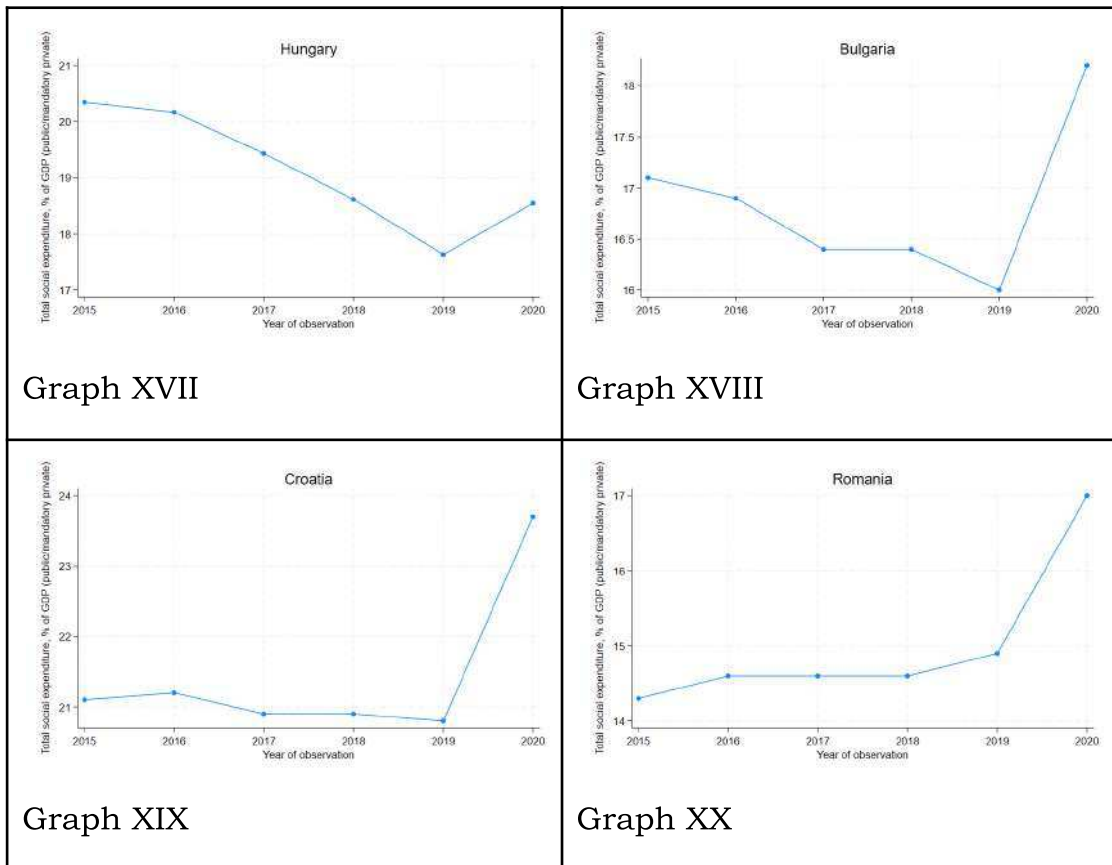 Hungary
Total social expenditure, % of GDP (public/mandatory private)
21
20
19
18
17
2015 2016 2017 2018 2019 2020
Year of observation
Graph XVII
Bulgaria
Total social expenditure, % of GDP (public/mandatory private)
18
17.5
17
16.5
16
2015 2016 2017 2018 2019 2020
Year of observation
Graph XVIII
Croatia
Total social expenditure, % of GDP (public/mandatory private)
24
23
22
21
2015 2016 2017 2018 2019 2020
Year of observation
Graph XIX
Romania
Total social expenditure, % of GDP (public/mandatory private)
17
16
15
14
2015 2016 2017 2018 2019 2020
Year of observation
Graph XX